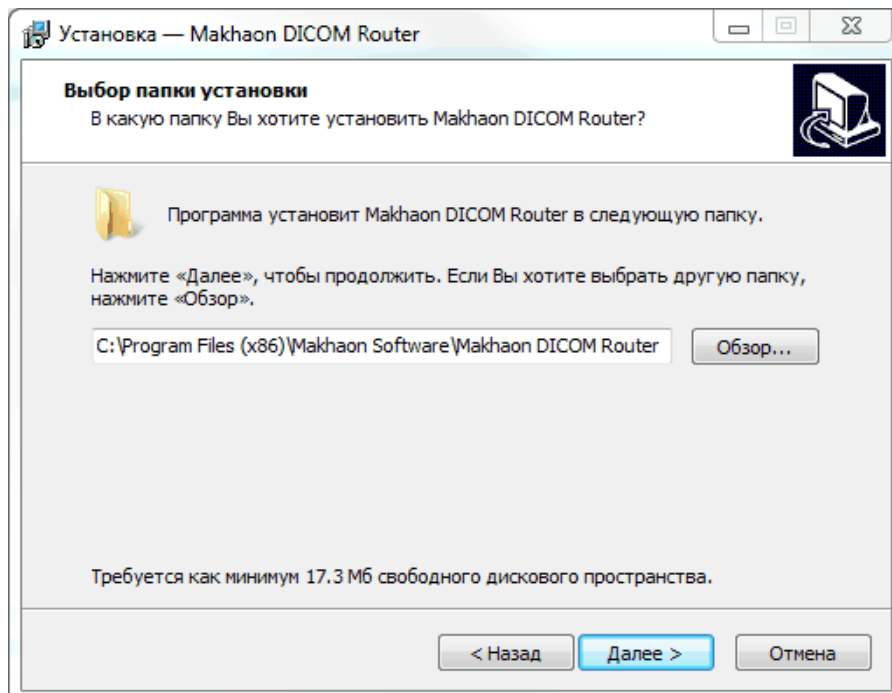 Установка — Makhaon DICOM Router
Выбор папки установки
В какую папку Вы хотите установить Makhaon DICOM Router?
Программа установит Makhaon DICOM Router в следующую папку.
Нажмите «Далее», чтобы продолжить. Если Вы хотите выбрать другую папку,
нажмите «Обзор».
C:\Program Files (x86)\Makhaon Software\Makhaon DICOM Router
Обзор...
Требуется как минимум 17.3 Мб свободного дискового пространства.
< Назад
Далее >
Отмена